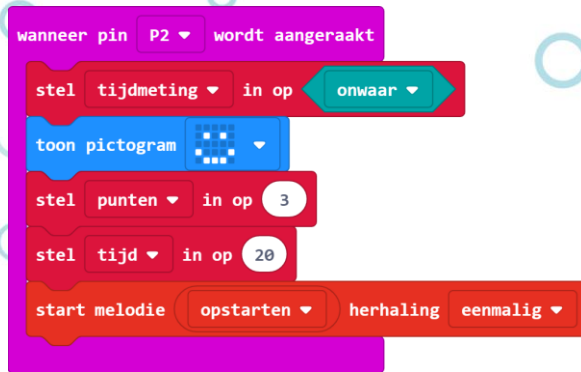 wanneer pin P2 wordt aangeraakt
stel tijdmeting in op onwaar
toon pictogram
stel punten in op 3
stel tijd in op 20
start melodie opstarten herhaling eenmalig